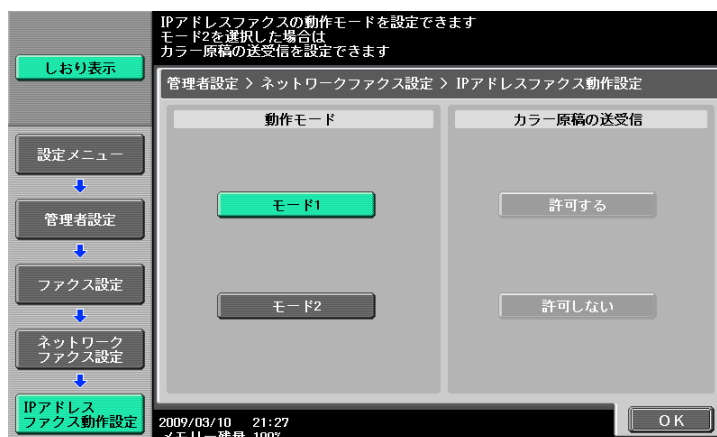 IPアドレスファクスの動作モードを設定できます
モード2を選択した場合は
カラー原稿の送受信を設定できます
しおり表示
管理者設定 > ネットワークファクス設定 > IPアドレスファクス動作設定
動作モード
カラー原稿の送受信
設定メニュー
モード1
許可する
管理者設定
ファクス設定
モード2
許可しない
ネットワーク
ファクス設定
IPアドレス
ファクス動作設定
2009/03/10 21:27
メモリー残量 100%
OK